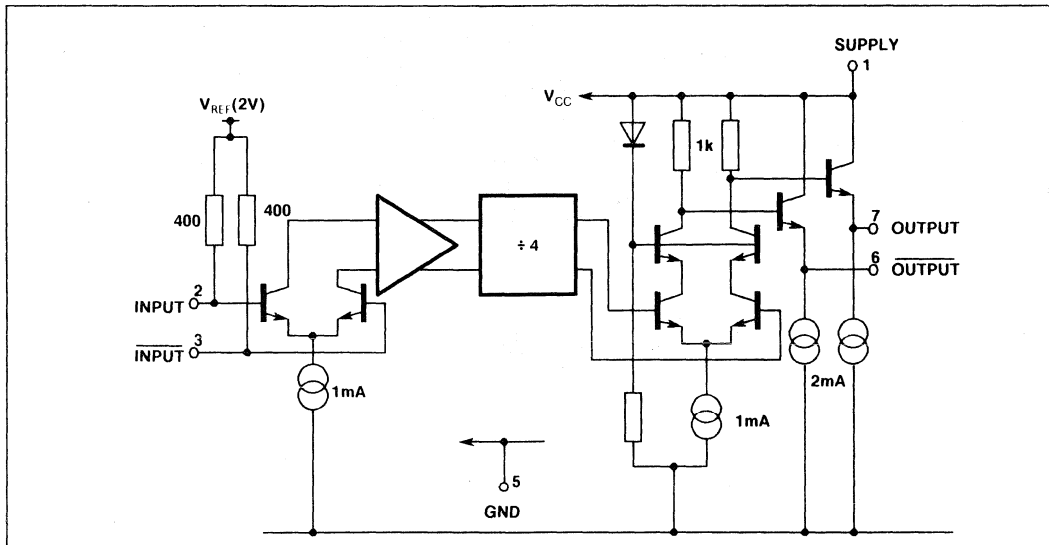 SUPPLY
1
V_CC
V_REF(2V)
1k
400
400
÷ 4
7 OUTPUT
6 OUTPUT
INPUT 2
INPUT 3
1mA
2mA
1mA
5
GND